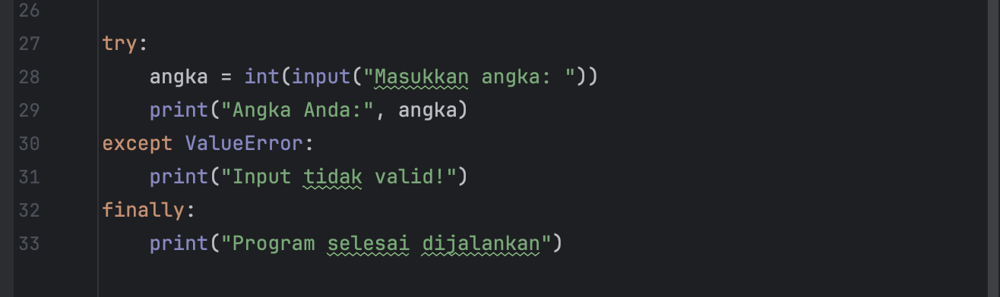 26
27 try:
28     angka = int(input("Masukkan angka: "))
29     print("Angka Anda:", angka)
30 except ValueError:
31     print("Input tidak valid!")
32 finally:
33     print("Program selesai dijalankan")